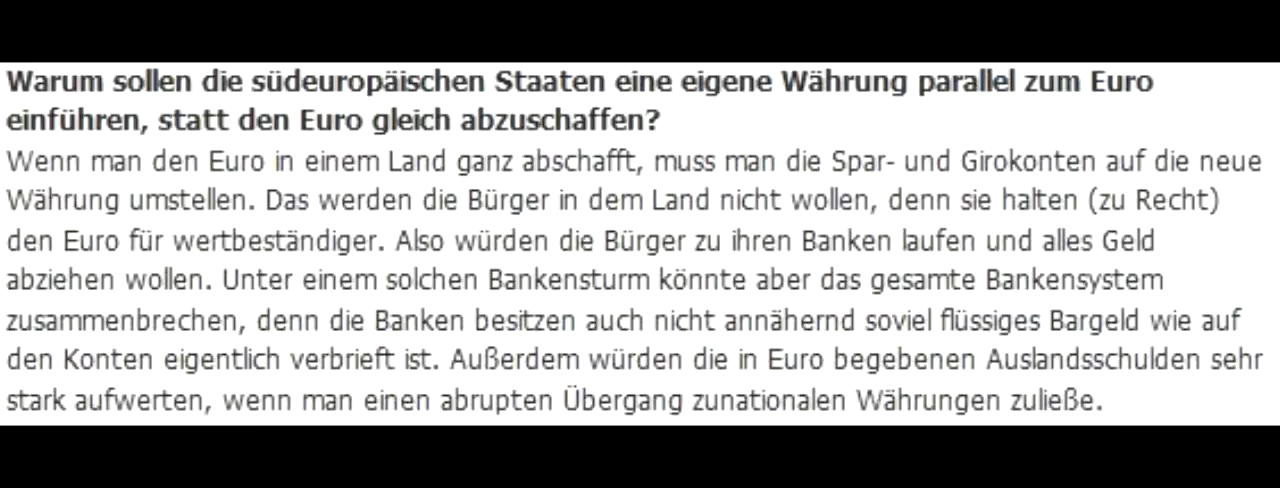 Warum sollen die südeuropäischen Staaten eine eigene Währung parallel zum Euro
einführen, statt den Euro gleich abzuschaffen?
Wenn man den Euro in einem Land ganz abschafft, muss man die Spar- und Girokonten auf die neue
Währung umstellen. Das werden die Bürger in dem Land nicht wollen, denn sie halten (zu Recht)
den Euro für wertbeständiger. Also würden die Bürger zu ihren Banken laufen und alles Geld
abziehen wollen. Unter einem solchen Bankensturm könnte aber das gesamte Bankensystem
zusammenbrechen, denn die Banken besitzen auch nicht annähernd soviel flüssiges Bargeld wie auf
den Konten eigentlich verbrieft ist. Außerdem würden die in Euro begebenen Auslandsschulden sehr
stark aufwerten, wenn man einen abrupten Übergang zunationalen Währungen zuließe.